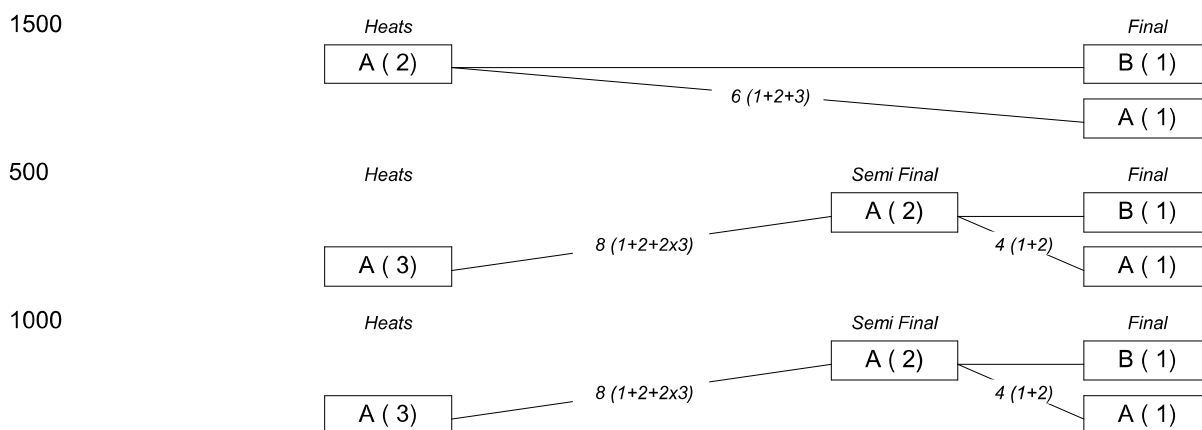 1500
Heats Final
A ( 2) B ( 1)
6 (1+2+3)
A ( 1)
500
Heats Semi Final Final
A ( 2) B ( 1)
8 (1+2+2x3) 4 (1+2)
A ( 3) A ( 1)
1000
Heats Semi Final Final
A ( 2) B ( 1)
8 (1+2+2x3) 4 (1+2)
A ( 3) A ( 1)